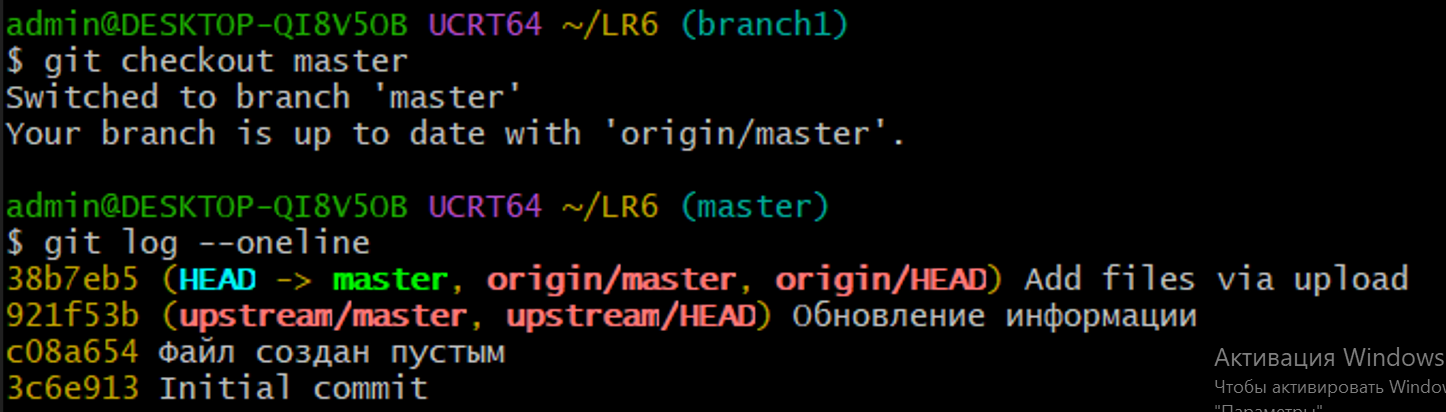 admin@DESKTOP-QI8V5OB UCRT64 ~/LR6 (branch1)
$ git checkout master
Switched to branch 'master'
Your branch is up to date with 'origin/master'.
admin@DESKTOP-QI8V5OB UCRT64 ~/LR6 (master)
$ git log --oneline
38b7eb5 (HEAD -> master, origin/master, origin/HEAD) Add files via upload
921f53b (upstream/master, upstream/HEAD) Обновление информации
c08a654 Файл создан пустым
3c6e913 Initial commit
Активация Windows
Чтобы активировать Windo
"Параметры"